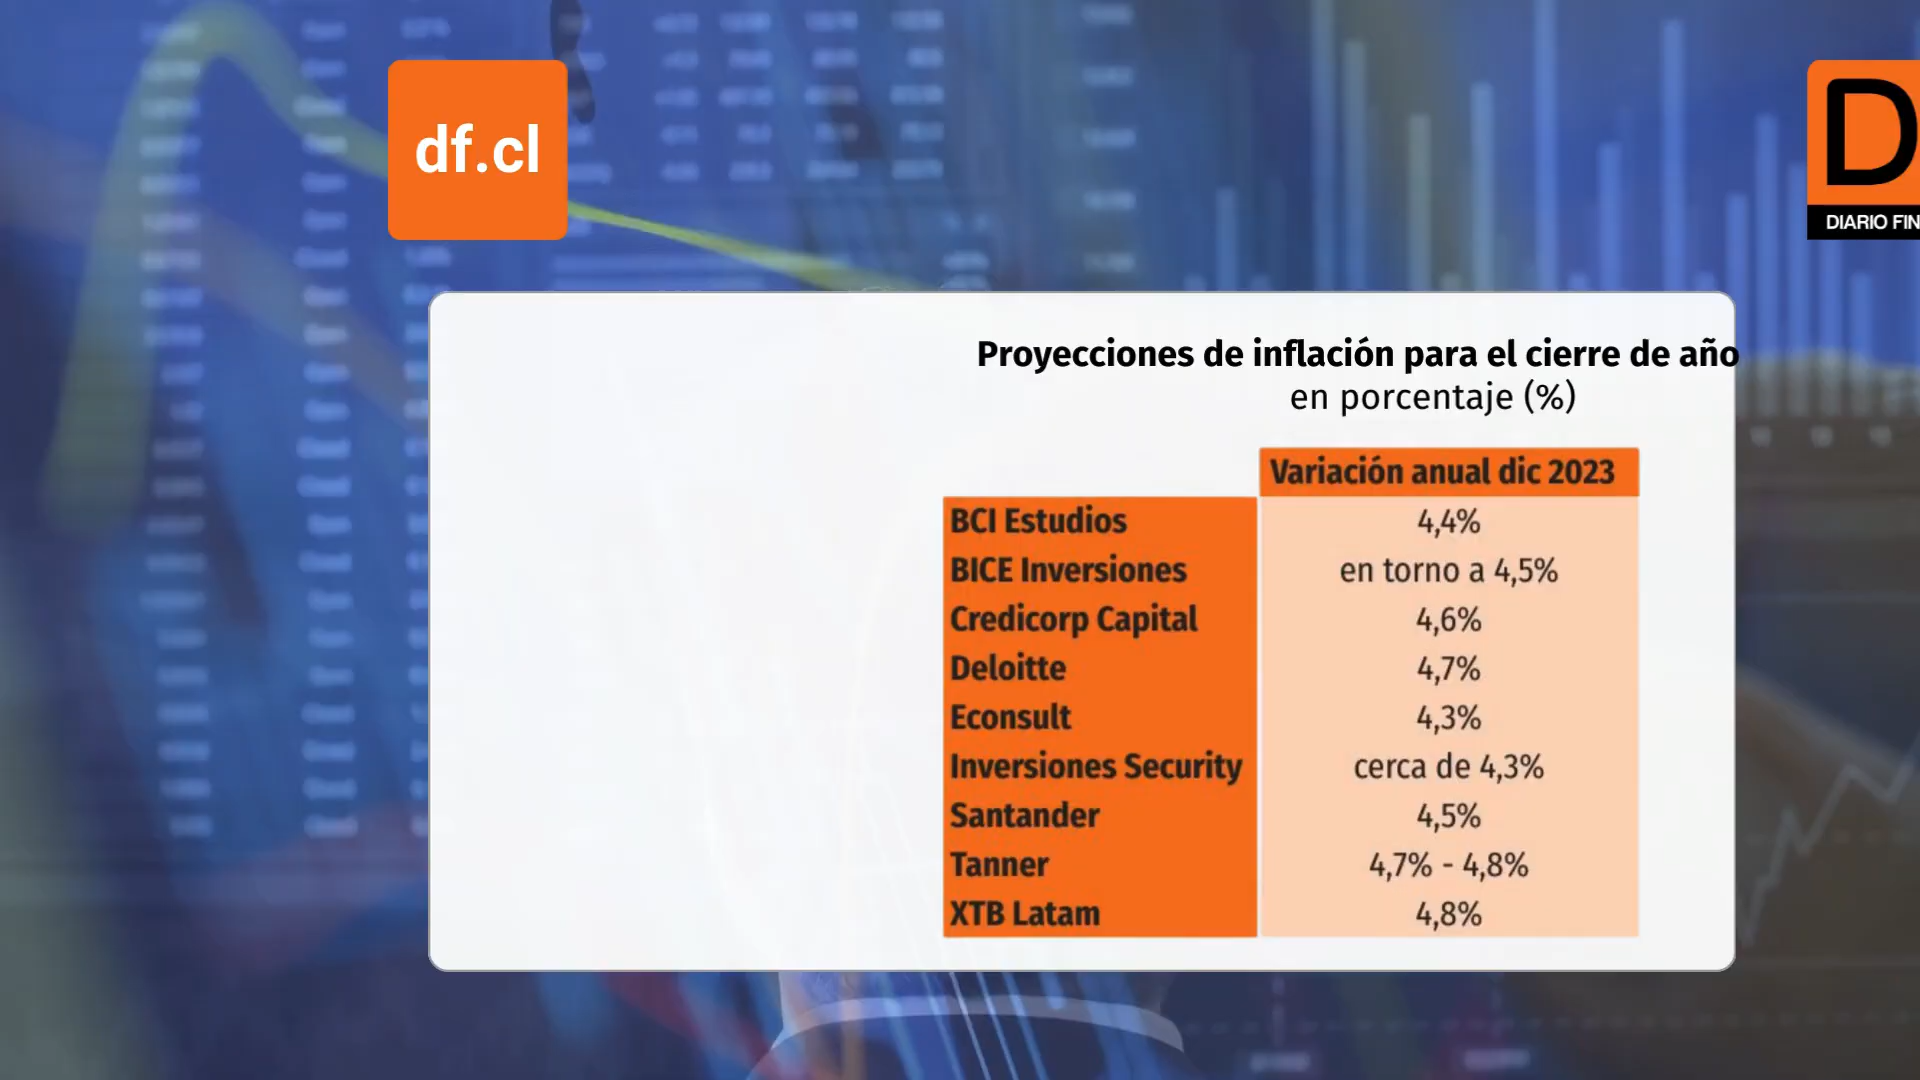 df.cl
D
DIARIO FIN
Proyecciones de inflación para el cierre de año
en porcentaje (%)
Variación anual dic 2023
BCI Estudios 4,4%
BICE Inversiones en torno a 4,5%
Credicorp Capital 4,6%
Deloitte 4,7%
Econsult 4,3%
Inversiones Security cerca de 4,3%
Santander 4,5%
Tanner 4,7% - 4,8%
XTB Latam 4,8%